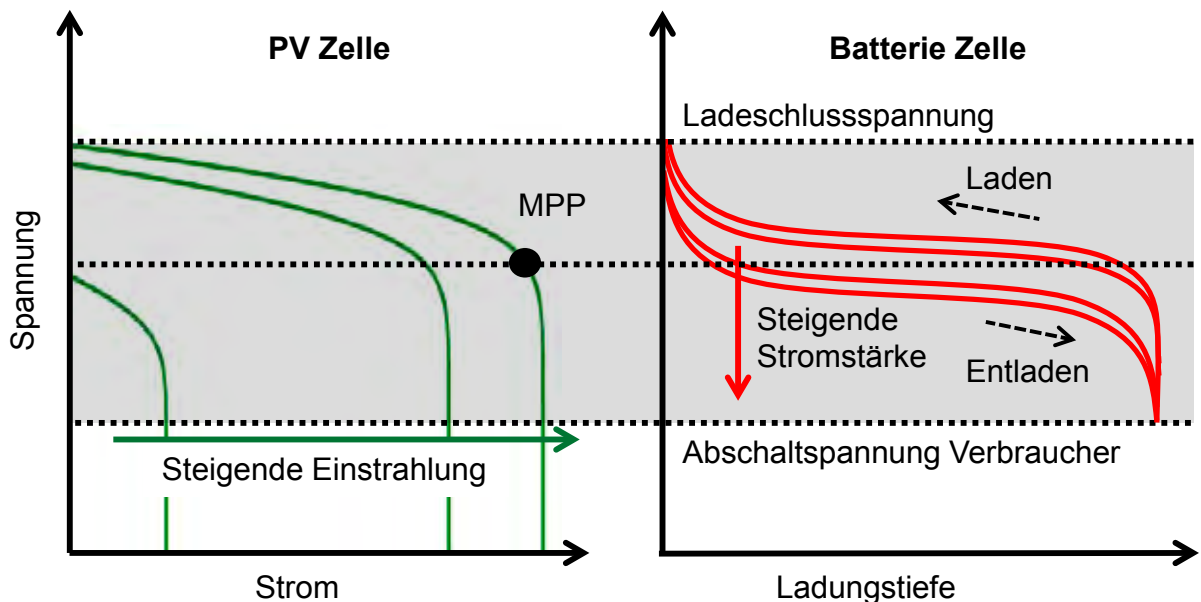 PV Zelle
Batterie Zelle
Ladeschlussspannung
Laden
MPP
Spannung
Steigende
Stromstärke
Entladen
Steigende Einstrahlung
Abschaltspannung Verbraucher
Strom
Ladungstiefe